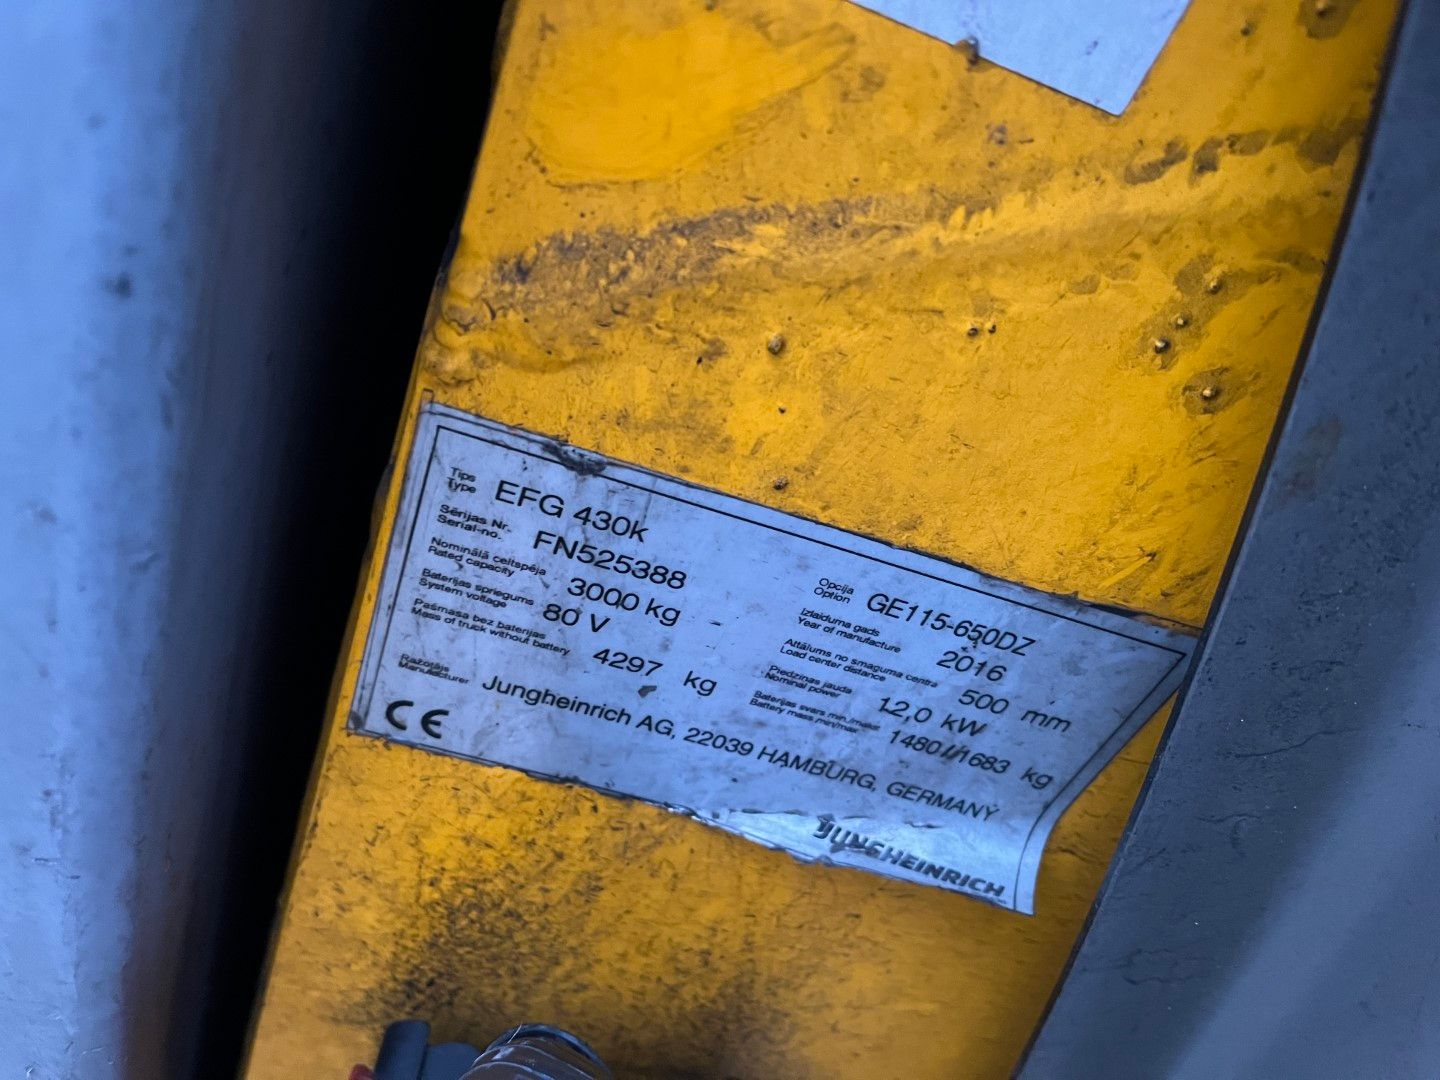 Tips
Type EFG 430k
Sērijas Nr.
Serial-no. FN525388
Opcija
Option GE115-650DZ
Nominālā celtspēja
Rated capacity 3000 kg
Izlaiduma gads
Year of manufacture 2016
Baterijas spriegums
System voltage 80 V
Attālums no smaguma centra
Load center distance 500 mm
Pašmasa bez baterijas
Mass of truck without battery 4297 kg
Piedziņas jauda
Nominal power 12,0 kW
Baterijas svars min./maks.
Battery mass min/max 1480 / 1683 kg
Ražotājs
Manufacturer Jungheinrich AG, 22039 HAMBURG, GERMANY
CE
JUNGHEINRICH